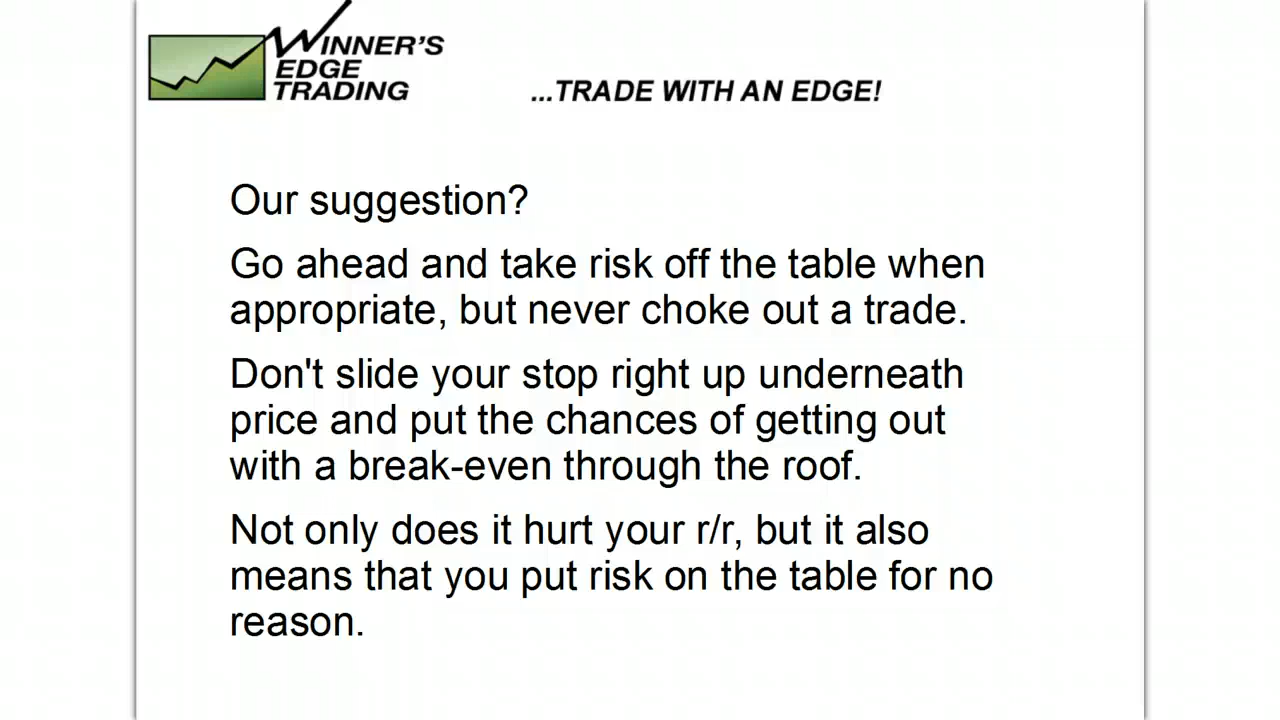 WINNER'S
EDGE
TRADING
...TRADE WITH AN EDGE!
Our suggestion?
Go ahead and take risk off the table when
appropriate, but never choke out a trade.
Don't slide your stop right up underneath
price and put the chances of getting out
with a break-even through the roof.
Not only does it hurt your r/r, but it also
means that you put risk on the table for no
reason.